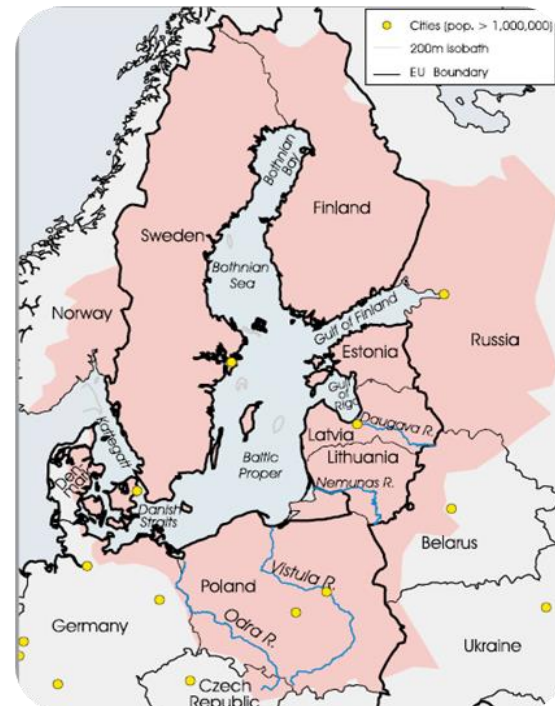 Cities (pop. > 1,000,000)
200m isobath
EU Boundary
Bothnian
Bay
Finland
Sweden
Bothnian
Sea
Norway
Gulf of Finland
Russia
Estonia
Gulf
of
Riga
Kattegatt
Daugava R.
Latvia
Lithuania
Baltic
Proper
Nemunas R.
Den-
mark
Danish
Straits
Belarus
Vistula R.
Poland
Odra R.
Germany
Ukraine
Czech
Republic